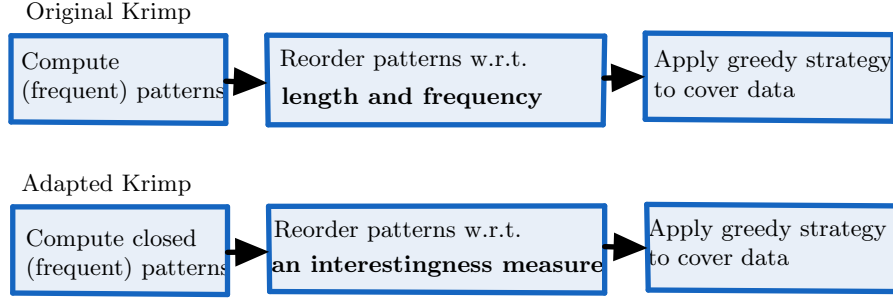 Original Krimp
Compute
(frequent) patterns
Reorder patterns w.r.t.
length and frequency
Apply greedy strategy
to cover data
Adapted Krimp
Compute closed
(frequent) patterns
Reorder patterns w.r.t.
an interestingness measure
Apply greedy strategy
to cover data